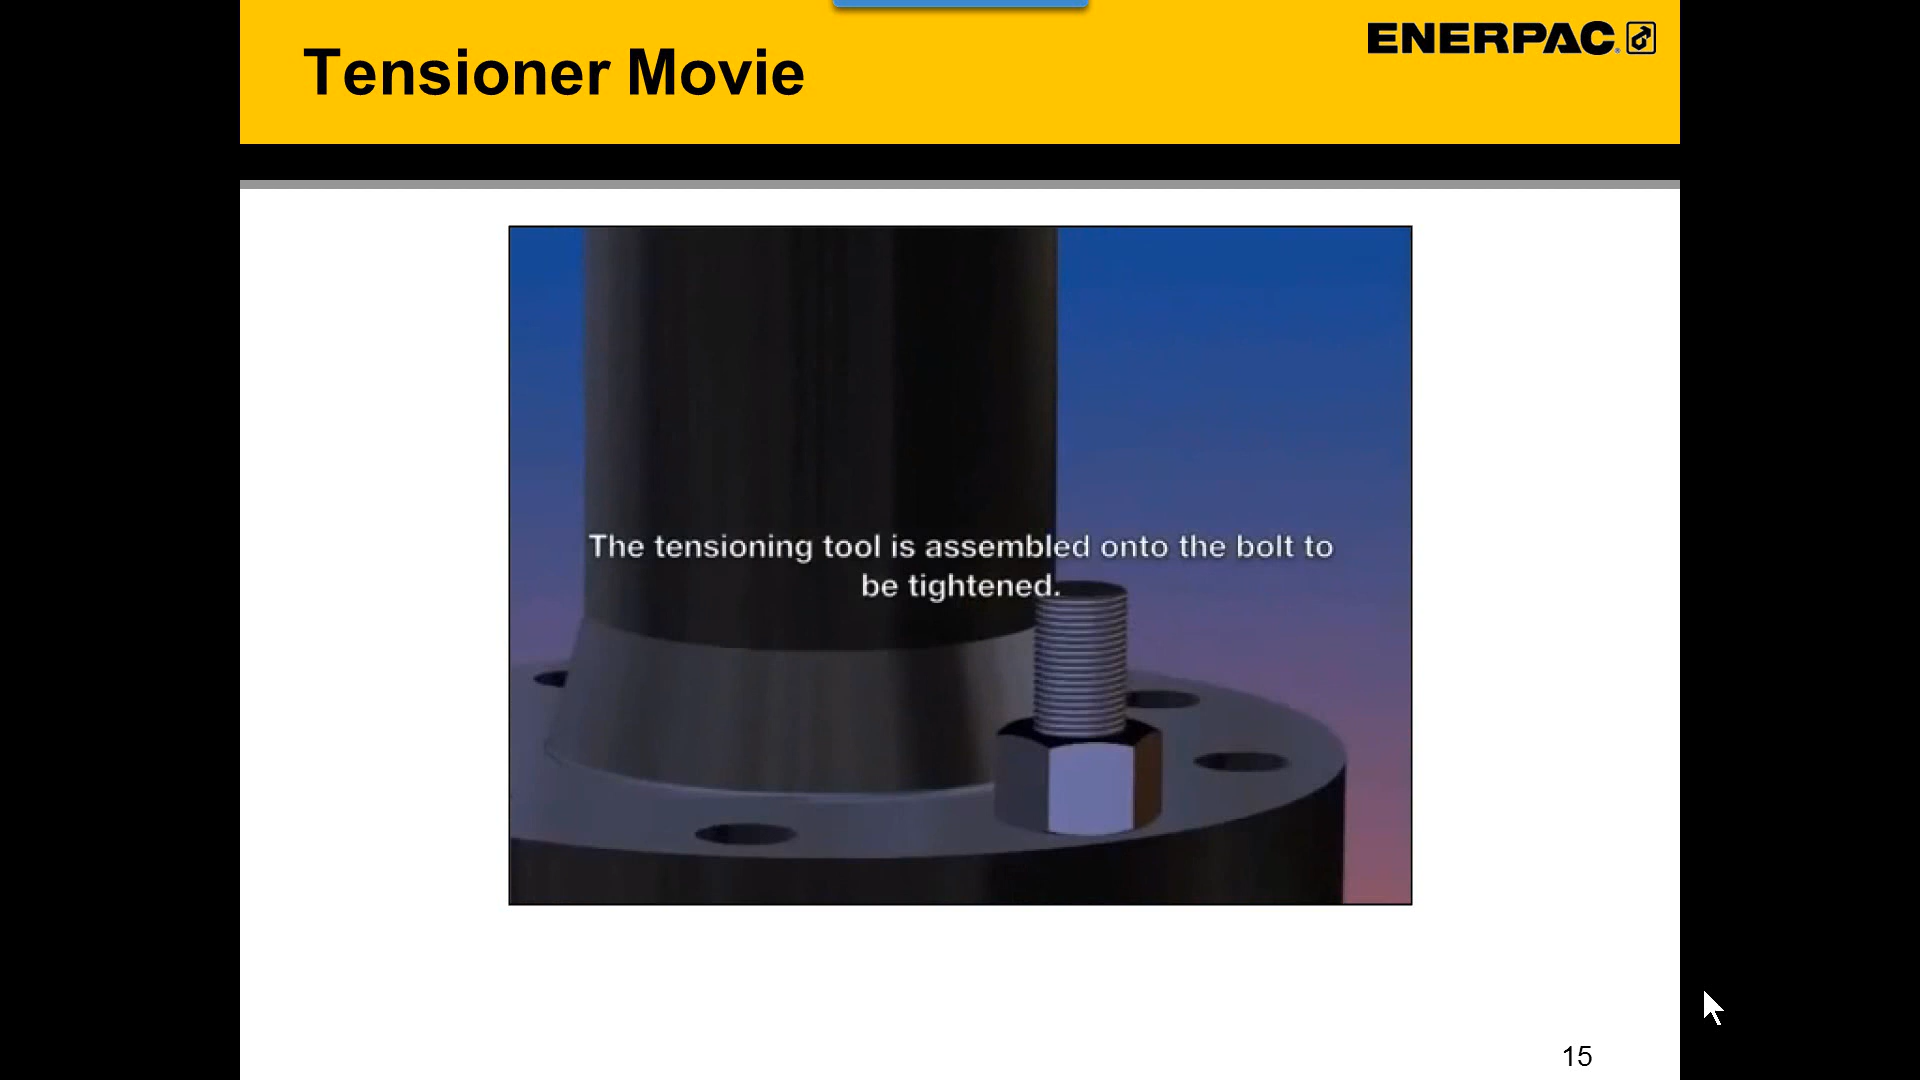 Tensioner Movie
ENERPAC
The tensioning tool is assembled onto the bolt to
be tightened.
15